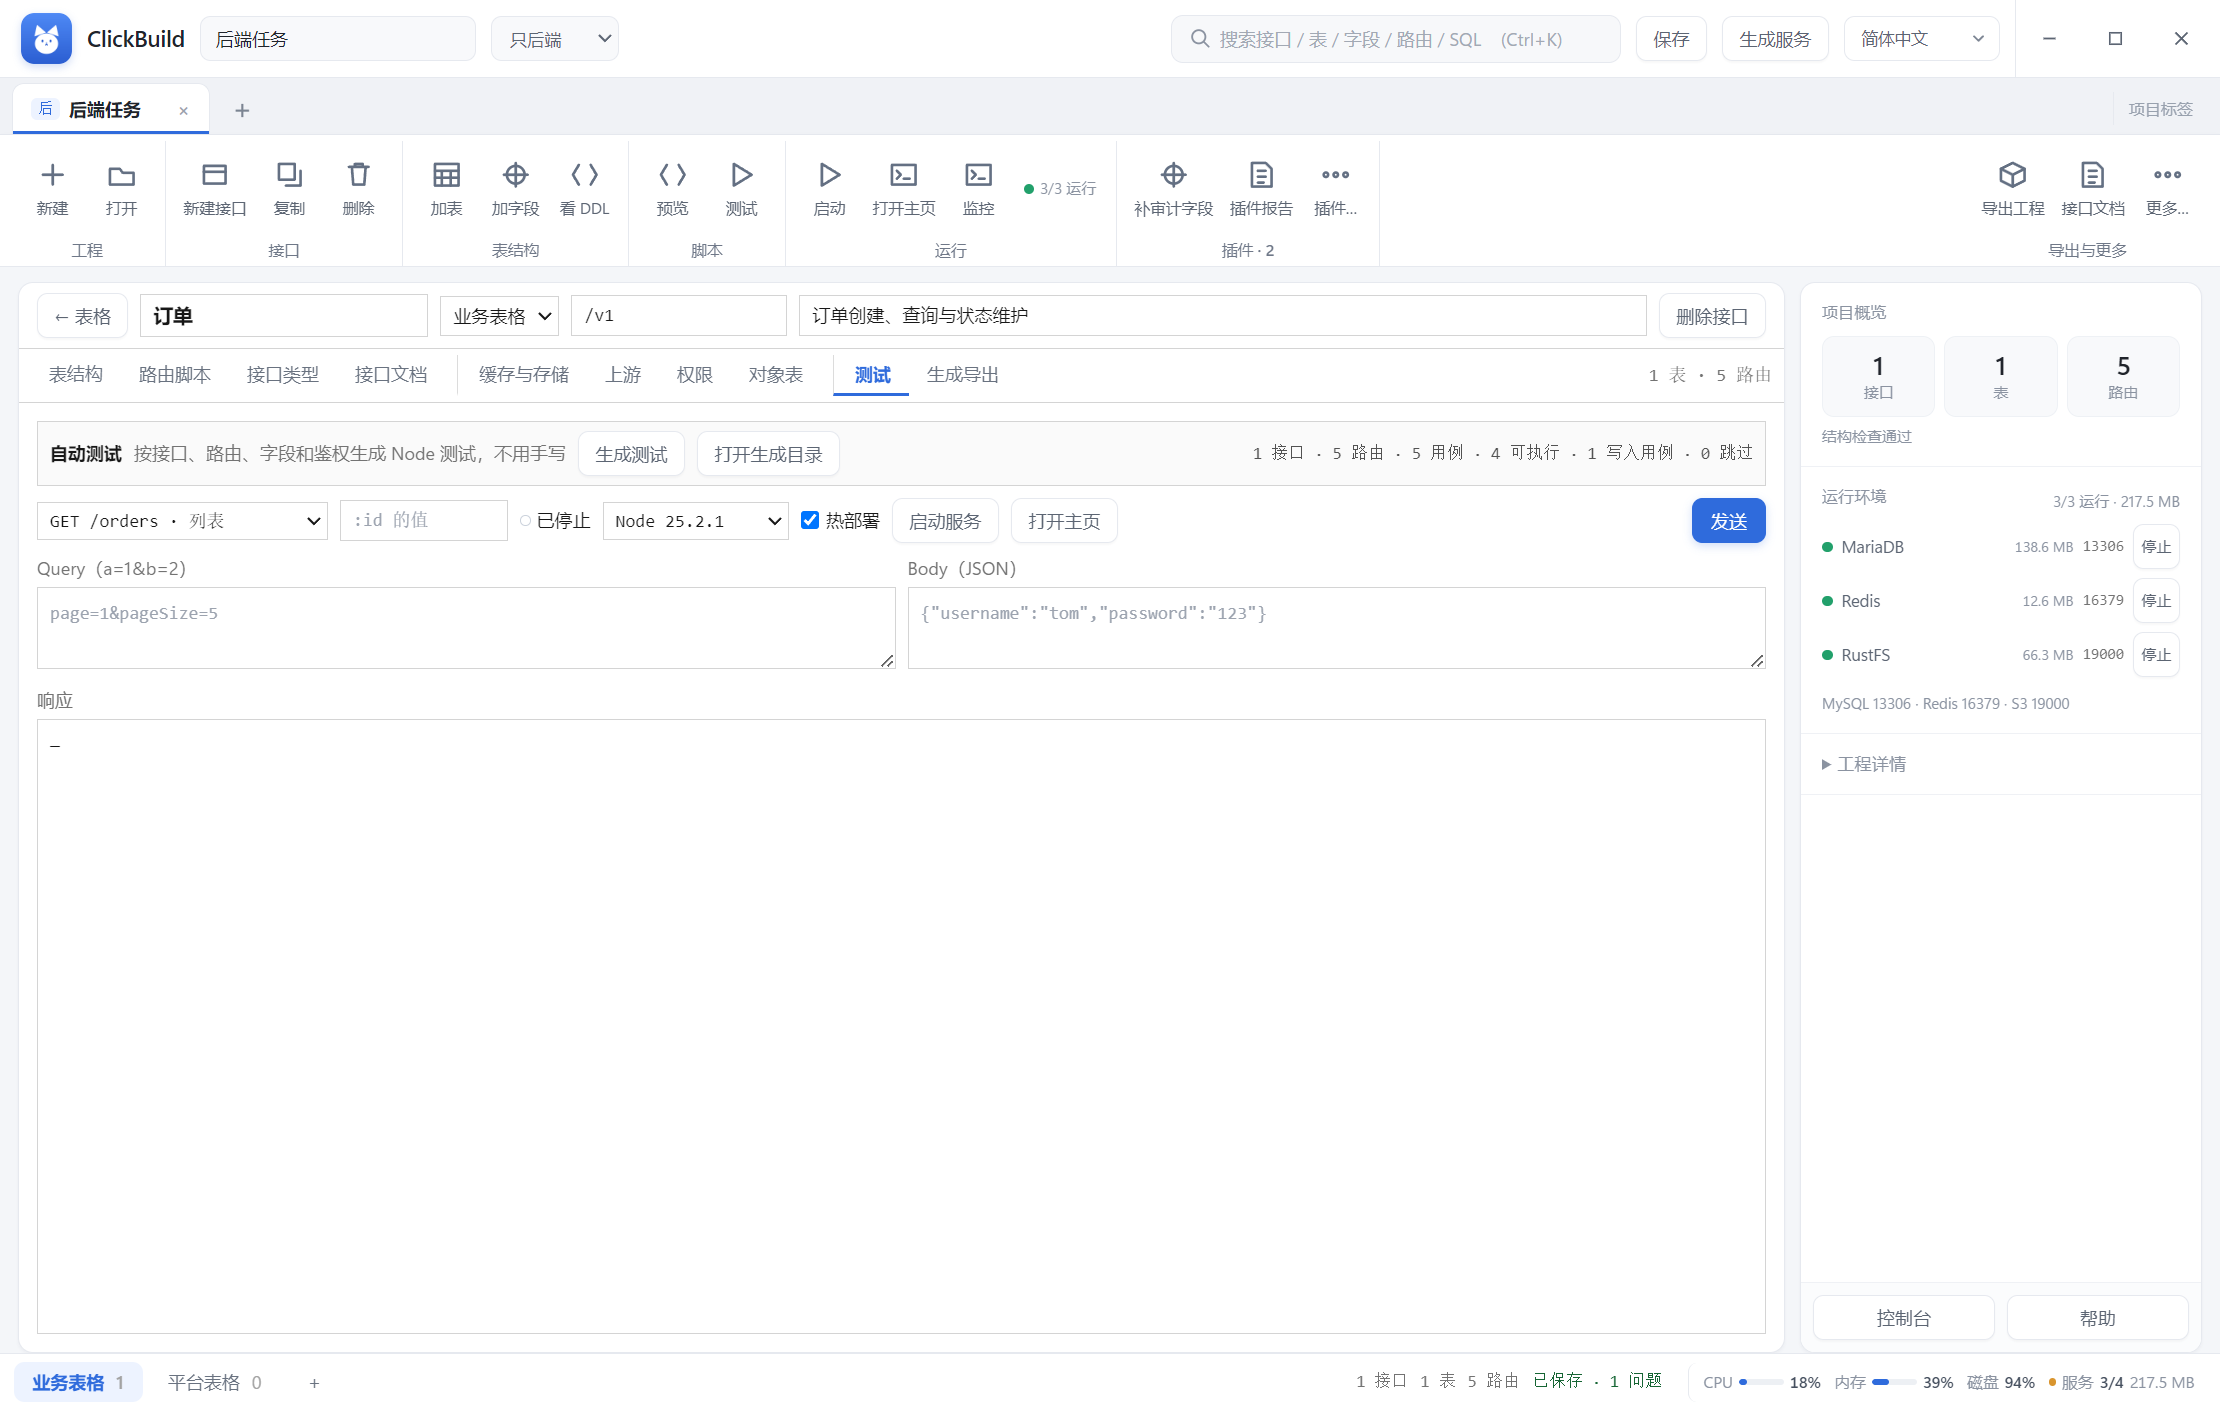 ClickBuild 后端任务 只后端 搜索接口 / 表 / 字段 / 路由 / SQL (Ctrl+K) 保存 生成服务 简体中文
后 后端任务 × + 项目标签
新建 打开 新建接口 复制 删除 加表 加字段 看 DDL 预览 测试 启动 打开主页 监控 3/3 运行 补审计字段 插件报告 插件... 导出工程 接口文档 更多...
工程 接口 表结构 脚本 运行 插件 · 2 导出与更多
← 表格 订单 业务表格 /v1 订单创建、查询与状态维护 删除接口
表结构 路由脚本 接口类型 接口文档 缓存与存储 上游 权限 对象表 测试 生成导出 1 表 · 5 路由
自动测试 按接口、路由、字段和鉴权生成 Node 测试，不用手写 生成测试 打开生成目录 1 接口 · 5 路由 · 5 用例 · 4 可执行 · 1 写入用例 · 0 跳过
GET /orders · 列表 :id 的值 已停止 Node 25.2.1 热部署 启动服务 打开主页 发送
Query（a=1&b=2） Body（JSON）
page=1&pageSize=5 {"username":"tom","password":"123"}
响应
—
项目概览
1 1 5
接口 表 路由
结构检查通过
运行环境 3/3 运行 · 217.5 MB
MariaDB 138.6 MB 13306 停止
Redis 12.6 MB 16379 停止
RustFS 66.3 MB 19000 停止
MySQL 13306 · Redis 16379 · S3 19000
▶ 工程详情
控制台 帮助
业务表格 1 平台表格 0 + 1 接口 1 表 5 路由 已保存 · 1 问题 CPU 18% 内存 39% 磁盘 94% 服务 3/4 217.5 MB